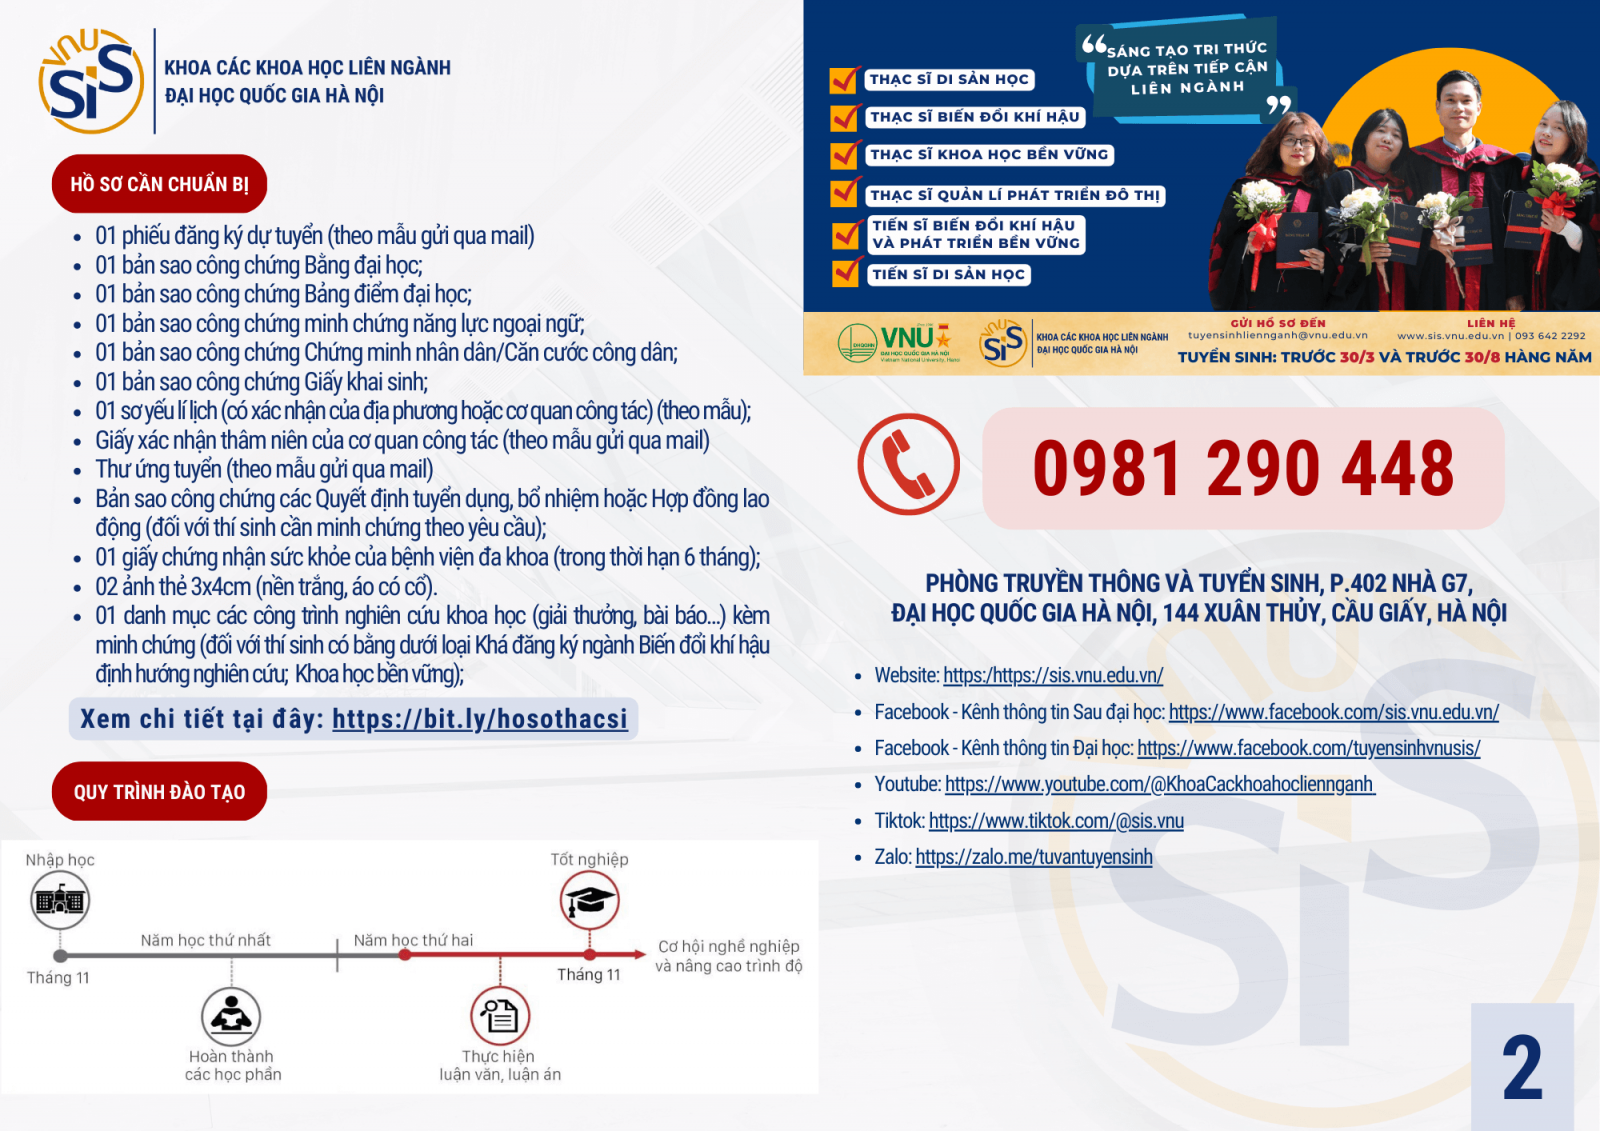 VNU
SiS
KHOA CÁC KHOA HỌC LIÊN NGÀNH
ĐẠI HỌC QUỐC GIA HÀ NỘI
HỒ SƠ CẦN CHUẨN BỊ
• 01 phiếu đăng ký dự tuyển (theo mẫu gửi qua mail)
• 01 bản sao công chứng Bằng đại học;
• 01 bản sao công chứng Bảng điểm đại học;
• 01 bản sao công chứng minh chứng năng lực ngoại ngữ;
• 01 bản sao công chứng Chứng minh nhân dân/Căn cước công dân;
• 01 bản sao công chứng Giấy khai sinh;
• 01 sơ yếu lí lịch (có xác nhận của địa phương hoặc cơ quan công tác) (theo mẫu);
• Giấy xác nhận thâm niên của cơ quan công tác (theo mẫu gửi qua mail)
• Thư ứng tuyển (theo mẫu gửi qua mail)
• Bản sao công chứng các Quyết định tuyển dụng, bổ nhiệm hoặc Hợp đồng lao
động (đối với thí sinh cần minh chứng theo yêu cầu);
• 01 giấy chứng nhận sức khỏe của bệnh viện đa khoa (trong thời hạn 6 tháng);
• 02 ảnh thẻ 3x4cm (nền trắng, áo có cổ).
• 01 danh mục các công trình nghiên cứu khoa học (giải thưởng, bài báo...) kèm
minh chứng (đối với thí sinh có bằng dưới loại Khá đăng ký ngành Biến đổi khí hậu
định hướng nghiên cứu; Khoa học bền vững);
Xem chi tiết tại đây: https://bit.ly/hosothacsi
QUY TRÌNH ĐÀO TẠO
Nhập học
Tốt nghiệp
Năm học thứ nhất
Năm học thứ hai
Cơ hội nghề nghiệp
và nâng cao trình độ
Tháng 11
Tháng 11
Hoàn thành
các học phần
Thực hiện
luận văn, luận án
“SÁNG TẠO TRI THỨC
DỰA TRÊN TIẾP CẬN
LIÊN NGÀNH”
THẠC SĨ DI SẢN HỌC
THẠC SĨ BIẾN ĐỔI KHÍ HẬU
THẠC SĨ KHOA HỌC BỀN VỮNG
THẠC SĨ QUẢN LÍ PHÁT TRIỂN ĐÔ THỊ
TIẾN SĨ BIẾN ĐỔI KHÍ HẬU
VÀ PHÁT TRIỂN BỀN VỮNG
TIẾN SĨ DI SẢN HỌC
VNU
ĐẠI HỌC QUỐC GIA HÀ NỘI
Vietnam National University, Hanoi
VNU
SiS
KHOA CÁC KHOA HỌC LIÊN NGÀNH
ĐẠI HỌC QUỐC GIA HÀ NỘI
GỬI HỒ SƠ ĐẾN
tuyensinhliennganh@vnu.edu.vn
LIÊN HỆ
www.sis.vnu.edu.vn | 093 642 2292
TUYỂN SINH: TRƯỚC 30/3 VÀ TRƯỚC 30/8 HÀNG NĂM
0981 290 448
PHÒNG TRUYỀN THÔNG VÀ TUYỂN SINH, P.402 NHÀ G7,
ĐẠI HỌC QUỐC GIA HÀ NỘI, 144 XUÂN THỦY, CẦU GIẤY, HÀ NỘI
• Website: https:/https://sis.vnu.edu.vn/
• Facebook - Kênh thông tin Sau đại học: https://www.facebook.com/sis.vnu.edu.vn/
• Facebook - Kênh thông tin Đại học: https://www.facebook.com/tuyensinhvnusis/
• Youtube: https://www.youtube.com/@KhoaCackhoahocliennganh
• Tiktok: https://www.tiktok.com/@sis.vnu
• Zalo: https://zalo.me/tuvantuyensinh
VNU
SiS
2